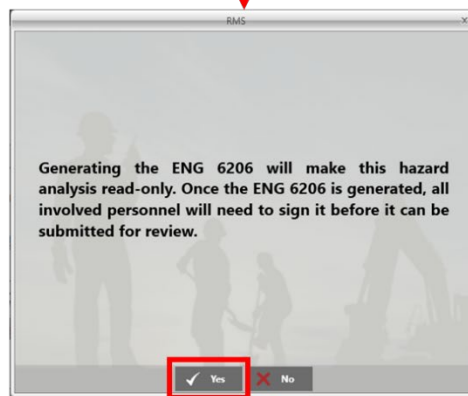 RMS
X
Generating the ENG 6206 will make this hazard
analysis read-only. Once the ENG 6206 is generated, all
involved personnel will need to sign it before it can be
submitted for review.
Yes No